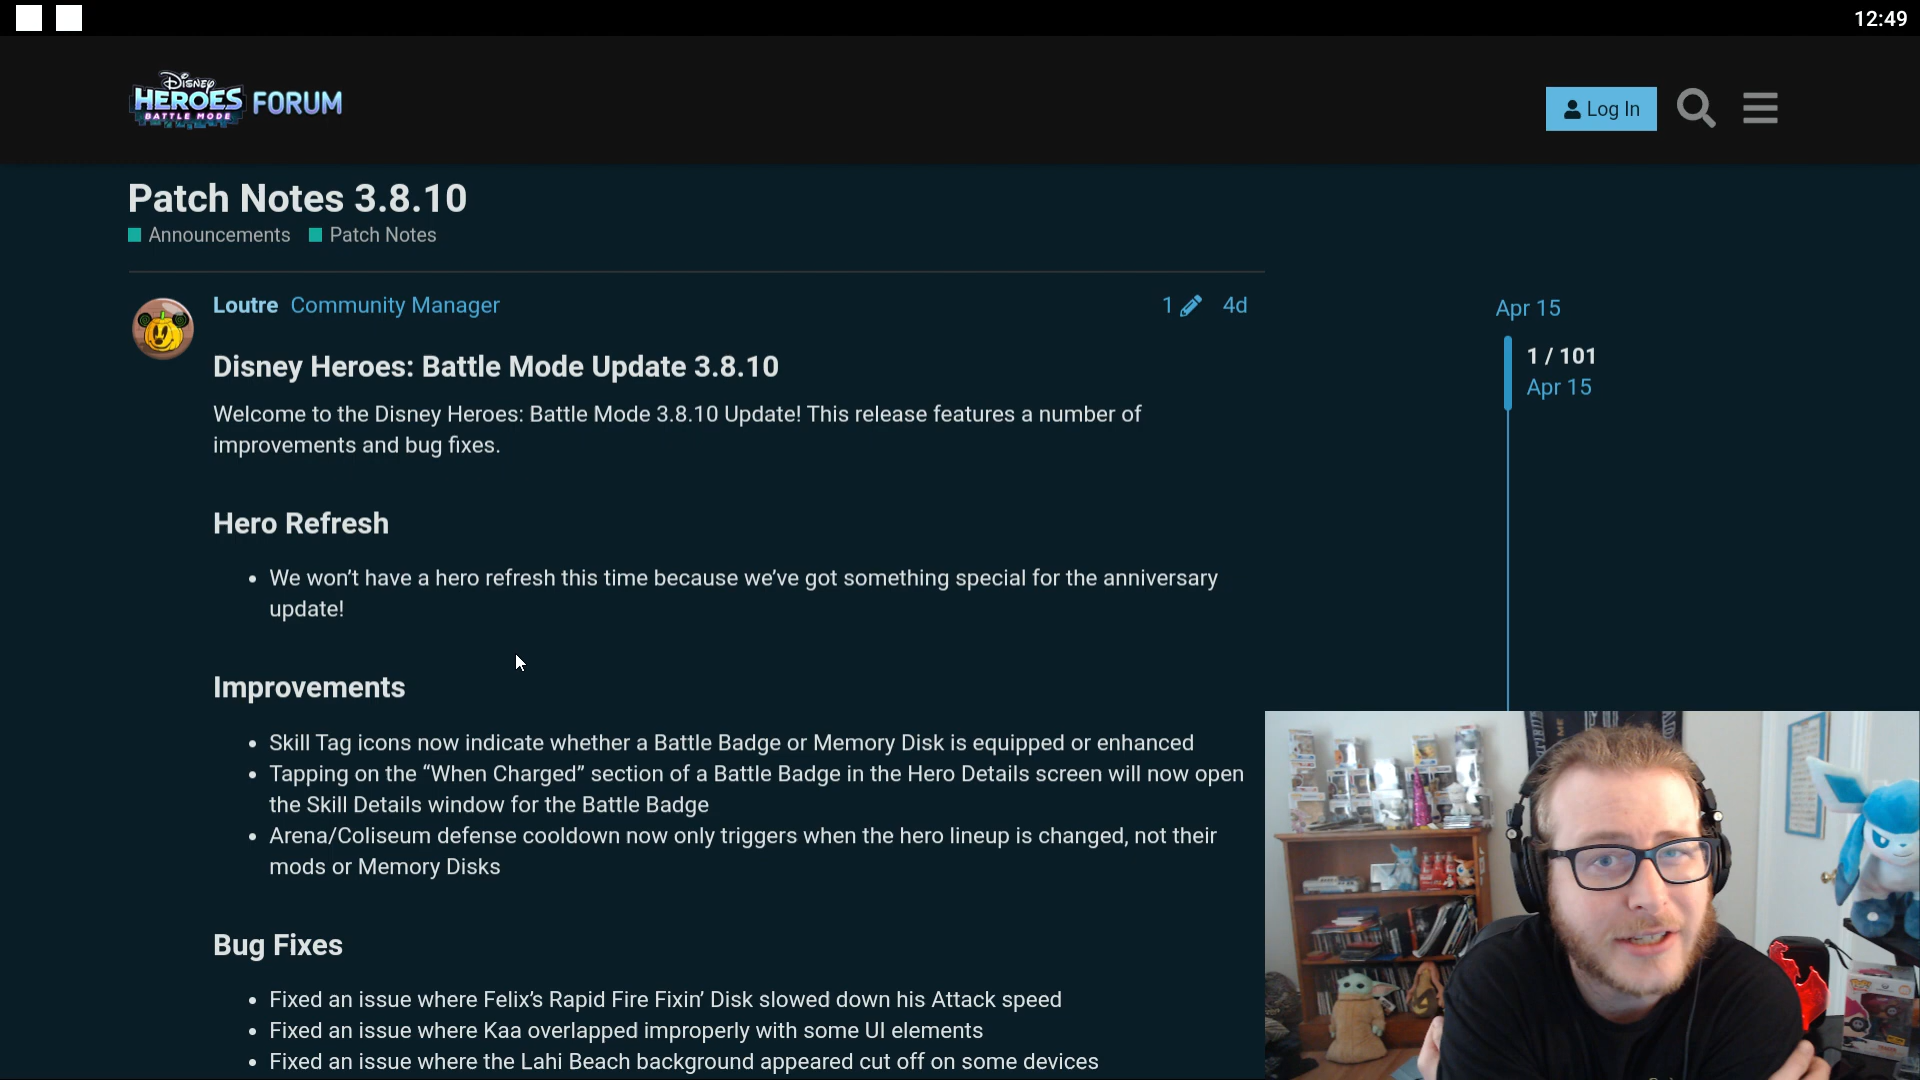 12:49
Disney
HEROES FORUM
BATTLE MODE
Log In
Patch Notes 3.8.10
Announcements Patch Notes
Loutre Community Manager 1 4d
Apr 15
1 / 101
Apr 15
Disney Heroes: Battle Mode Update 3.8.10
Welcome to the Disney Heroes: Battle Mode 3.8.10 Update! This release features a number of
improvements and bug fixes.
Hero Refresh
• We won’t have a hero refresh this time because we’ve got something special for the anniversary
update!
Improvements
• Skill Tag icons now indicate whether a Battle Badge or Memory Disk is equipped or enhanced
• Tapping on the “When Charged” section of a Battle Badge in the Hero Details screen will now open
the Skill Details window for the Battle Badge
• Arena/Coliseum defense cooldown now only triggers when the hero lineup is changed, not their
mods or Memory Disks
Bug Fixes
• Fixed an issue where Felix’s Rapid Fire Fixin’ Disk slowed down his Attack speed
• Fixed an issue where Kaa overlapped improperly with some UI elements
• Fixed an issue where the Lahi Beach background appeared cut off on some devices